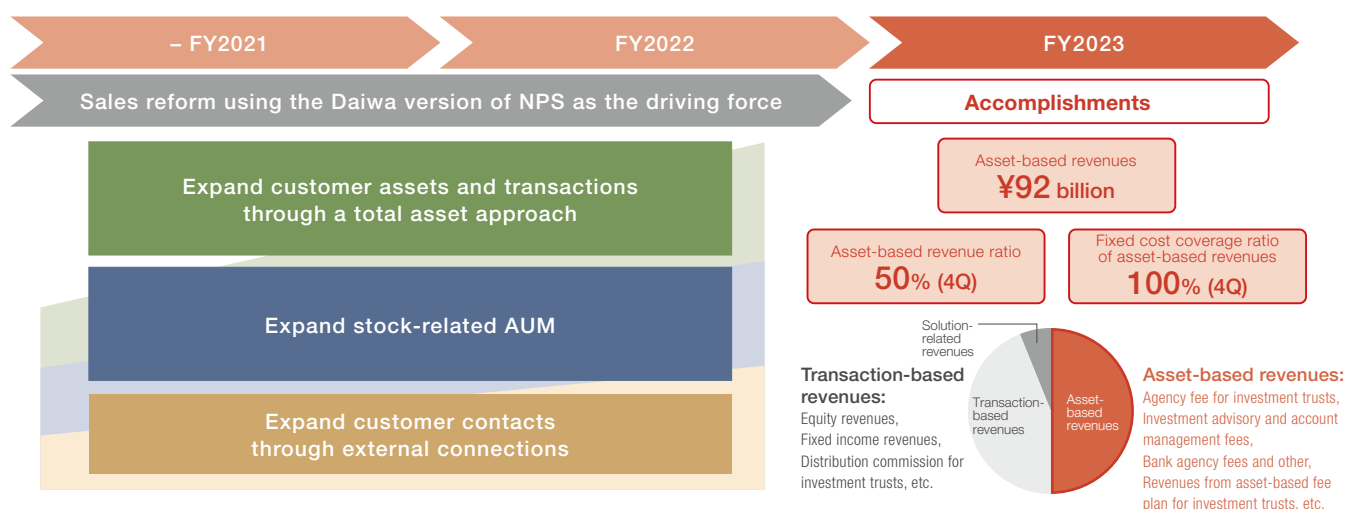 – FY2021
FY2022
FY2023
Sales reform using the Daiwa version of NPS as the driving force
Accomplishments
Expand customer assets and transactions
through a total asset approach
Expand stock-related AUM
Expand customer contacts
through external connections
Asset-based revenues
¥92 billion
Asset-based revenue ratio
50% (4Q)
Fixed cost coverage ratio
of asset-based revenues
100% (4Q)
Solution-
related
revenues
Transaction-based
revenues:
Equity revenues,
Fixed income revenues,
Distribution commission for
investment trusts, etc.
Transaction-
based
revenues
Asset-
based
revenues
Asset-based revenues:
Agency fee for investment trusts,
Investment advisory and account
management fees,
Bank agency fees and other,
Revenues from asset-based fee
plan for investment trusts, etc.